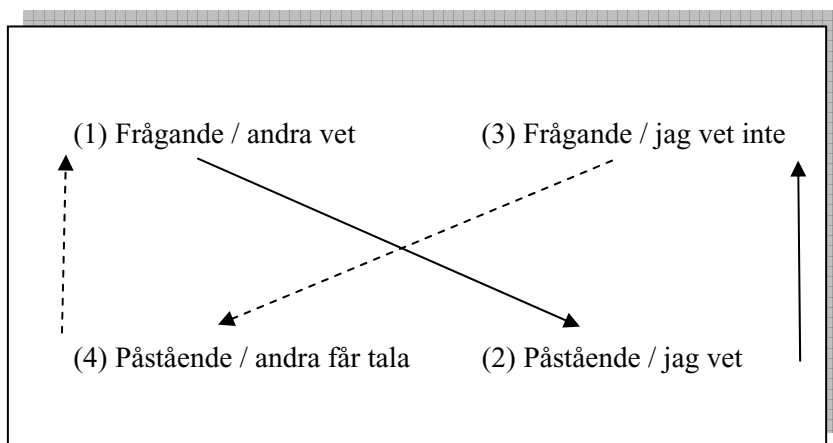 (1) Frågande / andra vet
(3) Frågande / jag vet inte
(4) Påstående / andra får tala
(2) Påstående / jag vet